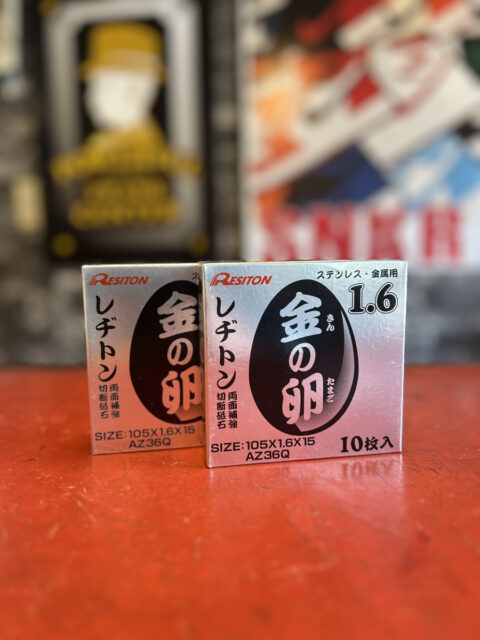 SNKR
RESITON
レヂトン
両面補強
切断砥石
金の卵
SIZE: 105X1.6X15
AZ36Q
RESITON
ステンレス・金属用
1.6
レヂトン
両面補強
切断砥石
金の卵
きん
たまご
SIZE: 105X1.6X15
AZ36Q
10枚入